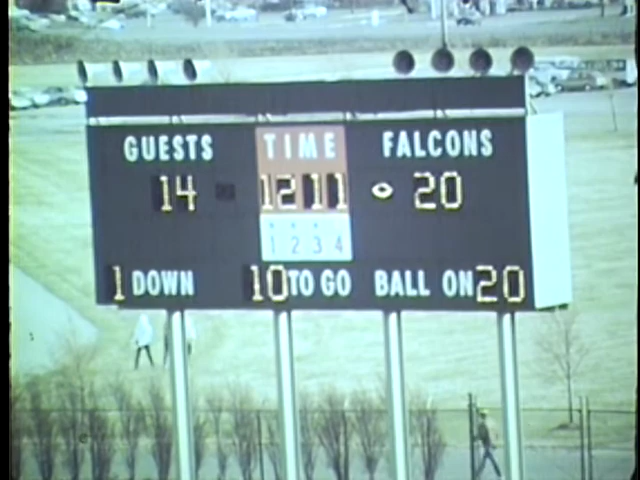 GUESTS TIME FALCONS
14 12 11 20
1 2 3 4
1 DOWN 10 TO GO BALL ON 20